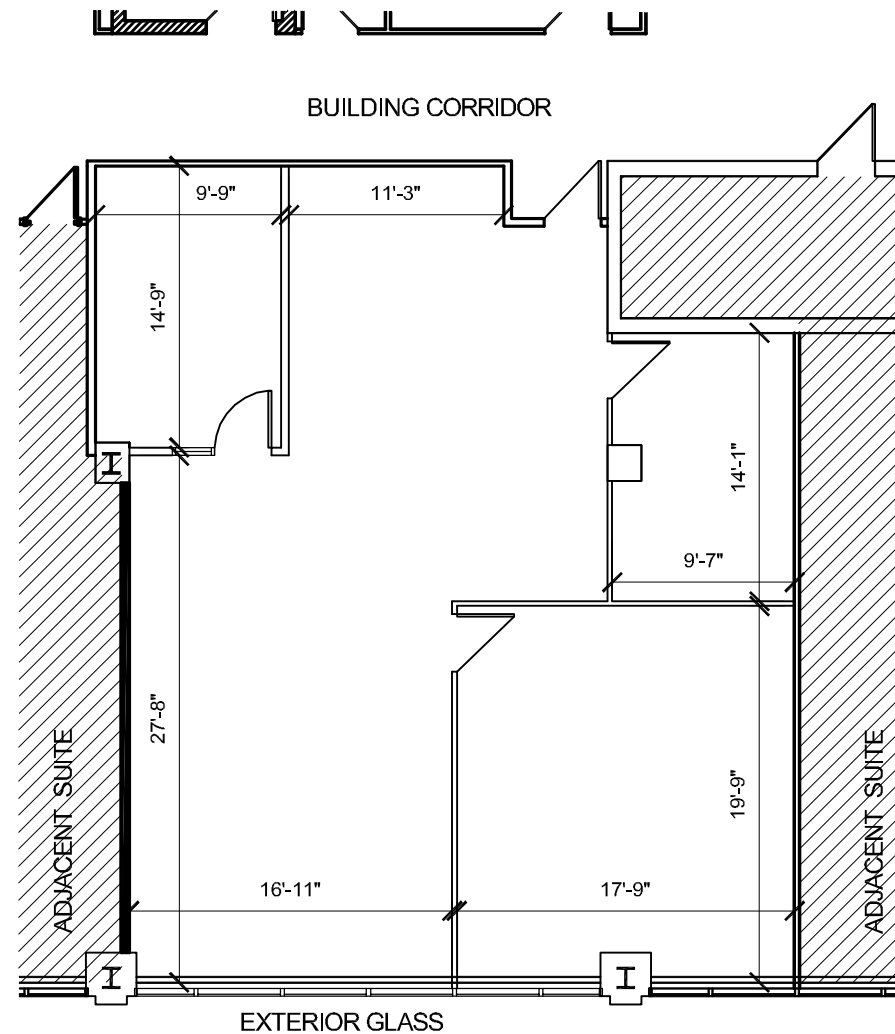 BUILDING CORRIDOR
9'-9"
11'-3"
14'-9"
14'-1"
9'-7"
27'-8"
ADJACENT SUITE
19'-9"
ADJACENT SUITE
16'-11"
17'-9"
I
I
I
EXTERIOR GLASS